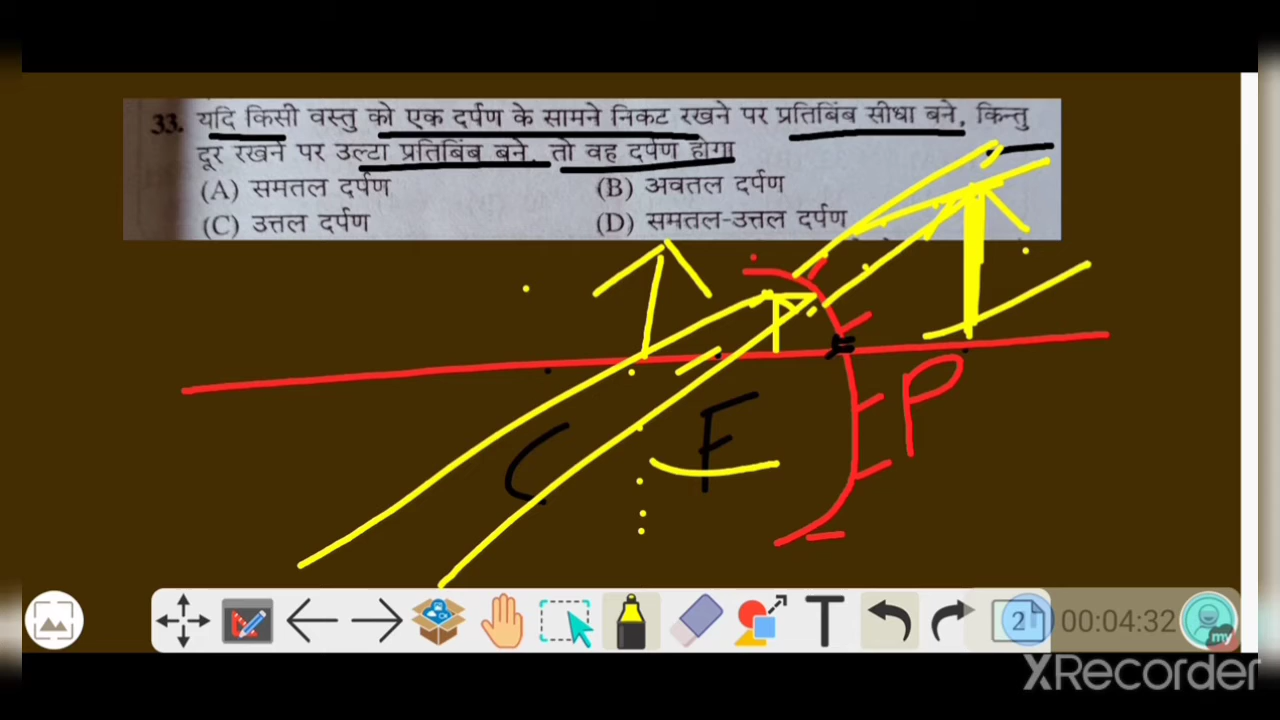 33. यदि किसी वस्तु को एक दर्पण के सामने निकट रखने पर प्रतिबिंब सीधा बने, किन्तु
दूर रखने पर उल्टा प्रतिबिंब बने, तो वह दर्पण होगा
(A) समतल दर्पण (B) अवतल दर्पण
(C) उत्तल दर्पण (D) समतल-उत्तल दर्पण
P
C F
T 2 00:04:32 my
XRecorder